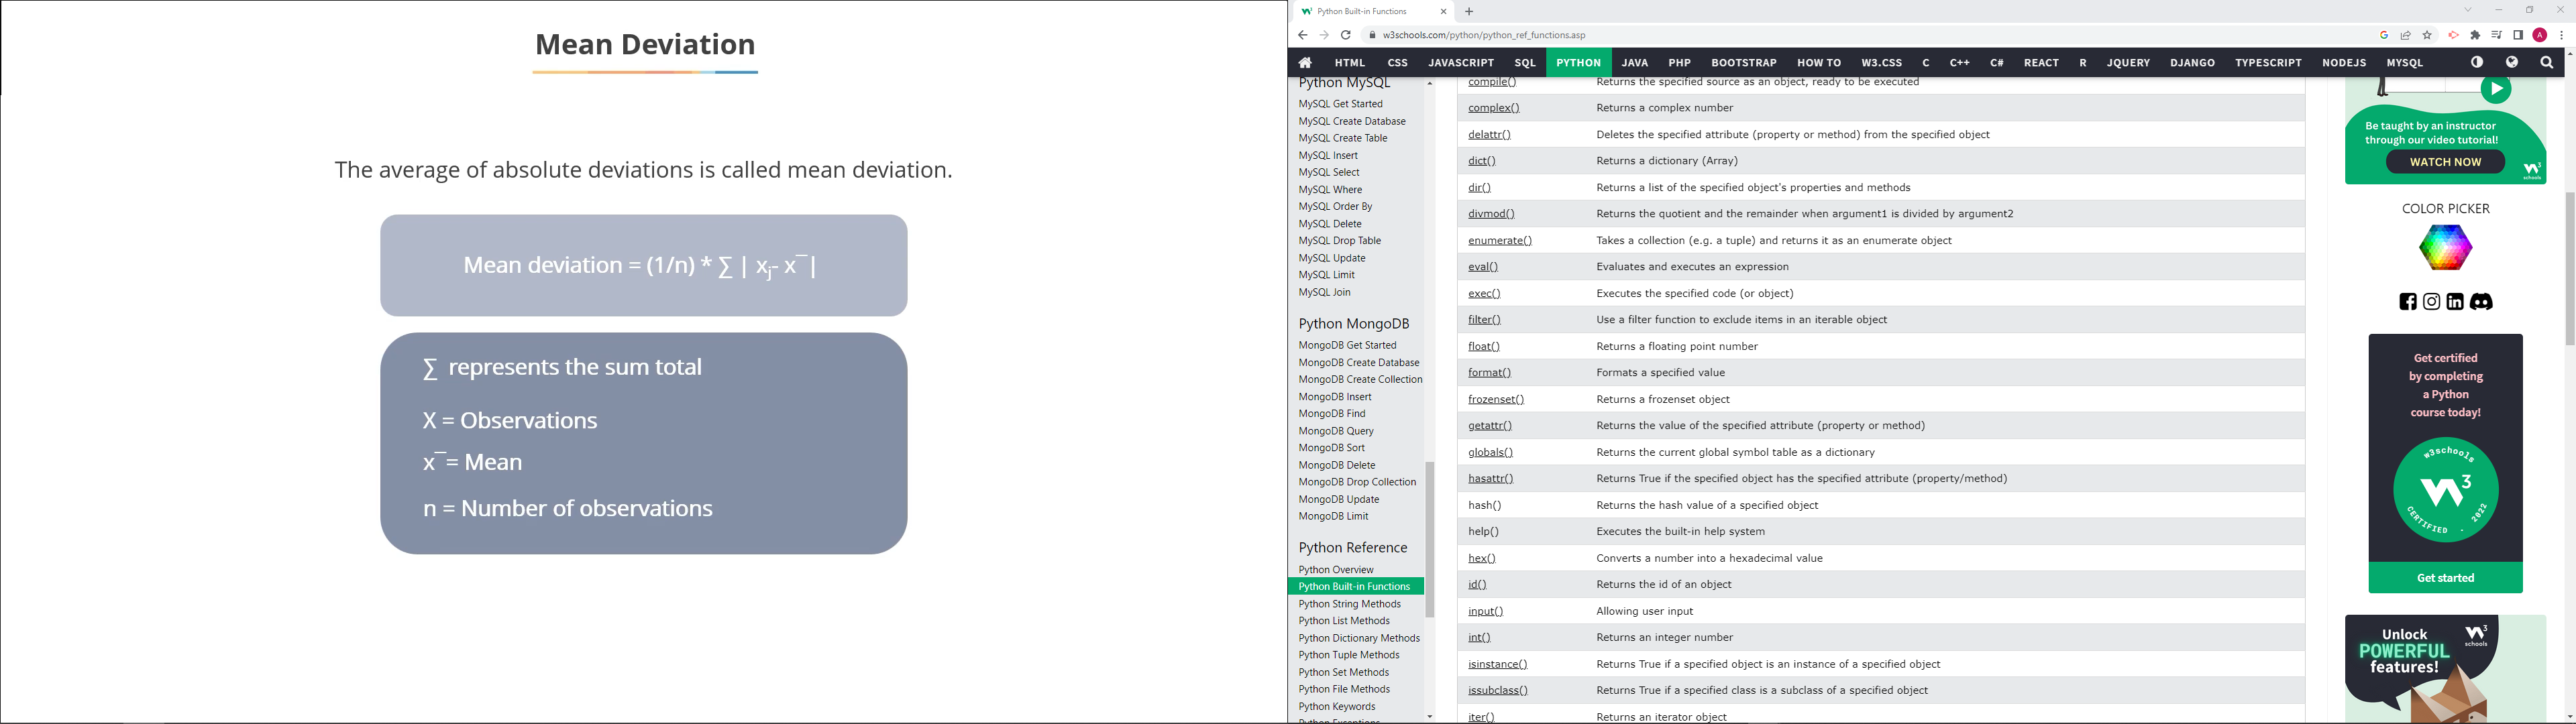 Mean Deviation
The average of absolute deviations is called mean deviation.
Mean deviation = (1/n) * ∑ | xj- x¯ |
∑ represents the sum total
X = Observations
x¯= Mean
n = Number of observations
Python Built-in Functions
w3schools.com/python/python_ref_functions.asp
A
HTML CSS JAVASCRIPT SQL PYTHON JAVA PHP BOOTSTRAP HOW TO W3.CSS C C++ C# REACT R JQUERY DJANGO TYPESCRIPT NODEJS MYSQL
Python MySQL
MySQL Get Started
MySQL Create Database
MySQL Create Table
MySQL Insert
MySQL Select
MySQL Where
MySQL Order By
MySQL Delete
MySQL Drop Table
MySQL Update
MySQL Limit
MySQL Join
Python MongoDB
MongoDB Get Started
MongoDB Create Database
MongoDB Create Collection
MongoDB Insert
MongoDB Find
MongoDB Query
MongoDB Sort
MongoDB Delete
MongoDB Drop Collection
MongoDB Update
MongoDB Limit
Python Reference
Python Overview
Python Built-in Functions
Python String Methods
Python List Methods
Python Dictionary Methods
Python Tuple Methods
Python Set Methods
Python File Methods
Python Keywords
Python Exceptions
compile() Returns the specified source as an object, ready to be executed
complex() Returns a complex number
delattr() Deletes the specified attribute (property or method) from the specified object
dict() Returns a dictionary (Array)
dir() Returns a list of the specified object's properties and methods
divmod() Returns the quotient and the remainder when argument1 is divided by argument2
enumerate() Takes a collection (e.g. a tuple) and returns it as an enumerate object
eval() Evaluates and executes an expression
exec() Executes the specified code (or object)
filter() Use a filter function to exclude items in an iterable object
float() Returns a floating point number
format() Formats a specified value
frozenset() Returns a frozenset object
getattr() Returns the value of the specified attribute (property or method)
globals() Returns the current global symbol table as a dictionary
hasattr() Returns True if the specified object has the specified attribute (property/method)
hash() Returns the hash value of a specified object
help() Executes the built-in help system
hex() Converts a number into a hexadecimal value
id() Returns the id of an object
input() Allowing user input
int() Returns an integer number
isinstance() Returns True if a specified object is an instance of a specified object
issubclass() Returns True if a specified class is a subclass of a specified object
iter() Returns an iterator object
Be taught by an instructor
through our video tutorial!
WATCH NOW
W3
schools
COLOR PICKER
Get certified
by completing
a Python
course today!
w3schools
W3
CERTIFIED . 2022
Get started
Unlock
POWERFUL
features!
W3
schools